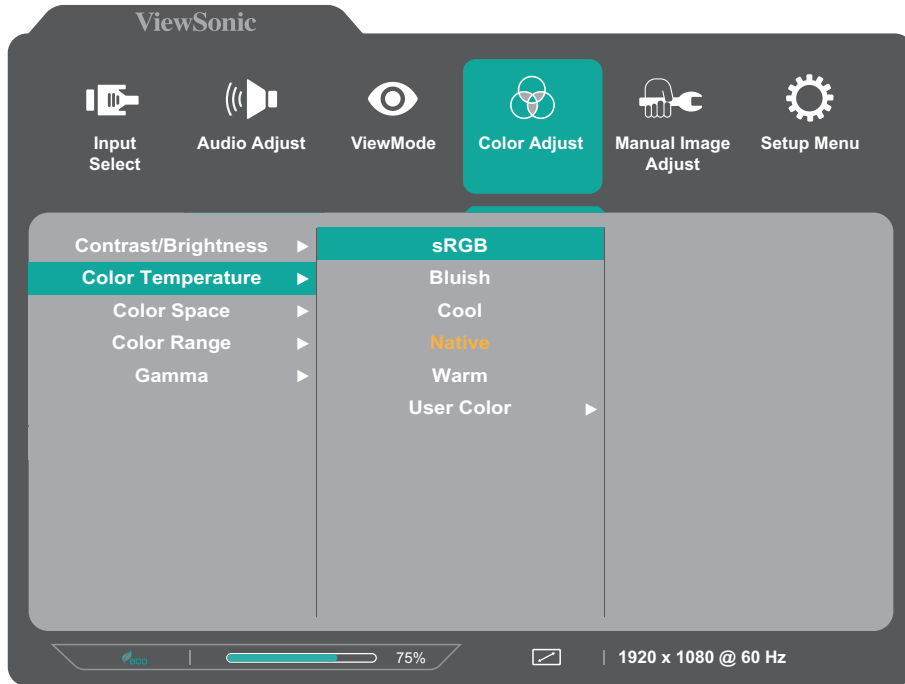 ViewSonic
Input
Select
Audio Adjust
ViewMode
Color Adjust
Manual Image
Adjust
Setup Menu
Contrast/Brightness
Color Temperature
Color Space
Color Range
Gamma
sRGB
Bluish
Cool
Native
Warm
User Color
eco
75%
1920 x 1080 @ 60 Hz